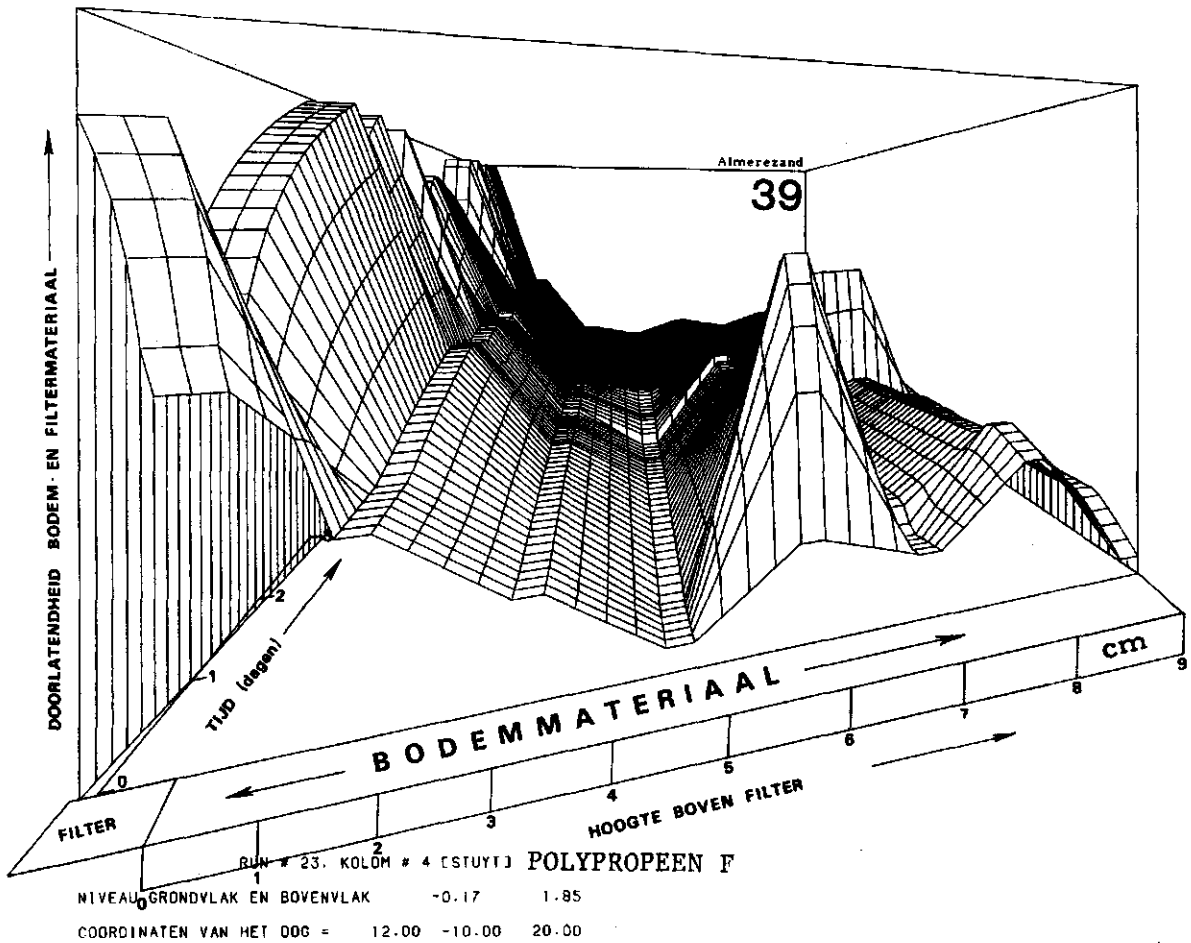 Almerezand
39
DOORLATENDHEID BODEM- EN FILTERMATERIAAL
TIJD (dagen)
0
1
2
3
FILTER
BODEMMATERIAAL
cm
0
1
2
3
4
5
6
7
8
9
HOOGTE BOVEN FILTER
RUN # 23. KOLOM # 4 [STUYT] POLYPROPEEN F
NIVEAU GRONDVLAK EN BOVENVLAK -0.17 1.85
COORDINATEN VAN HET OOG = 12.00 -10.00 20.00